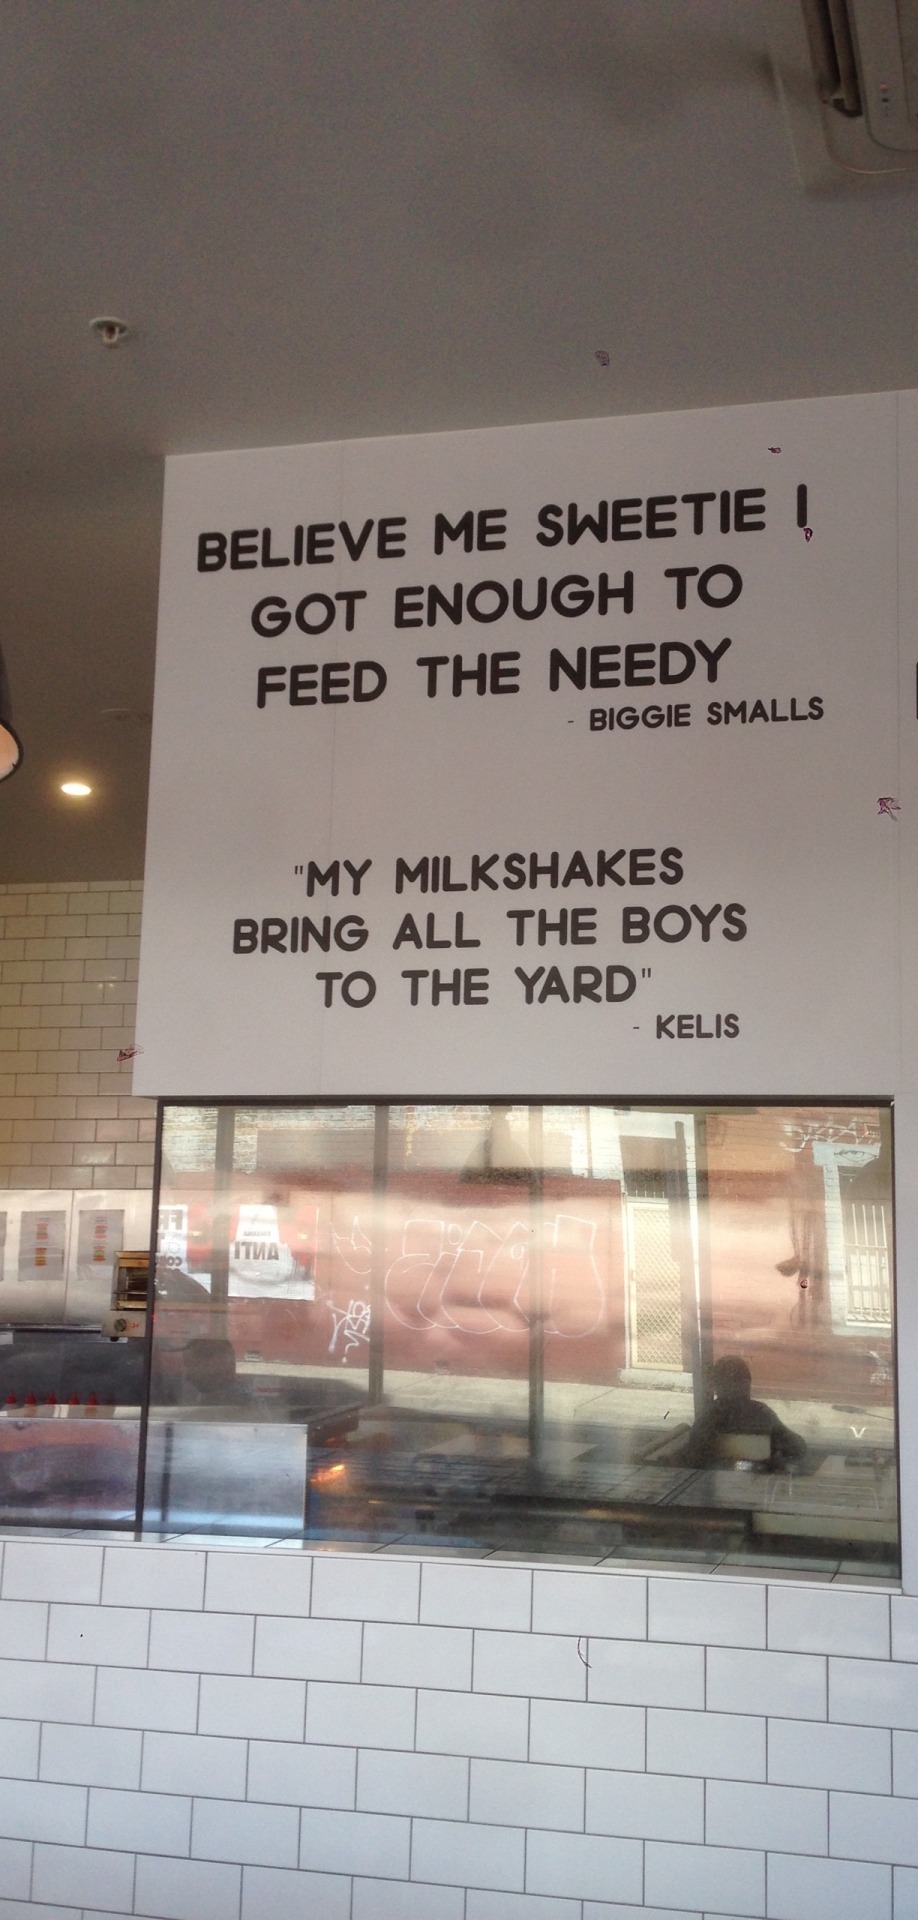 BELIEVE ME SWEETIE I
GOT ENOUGH TO
FEED THE NEEDY
- BIGGIE SMALLS
"MY MILKSHAKES
BRING ALL THE BOYS
TO THE YARD"
- KELIS
ANTI